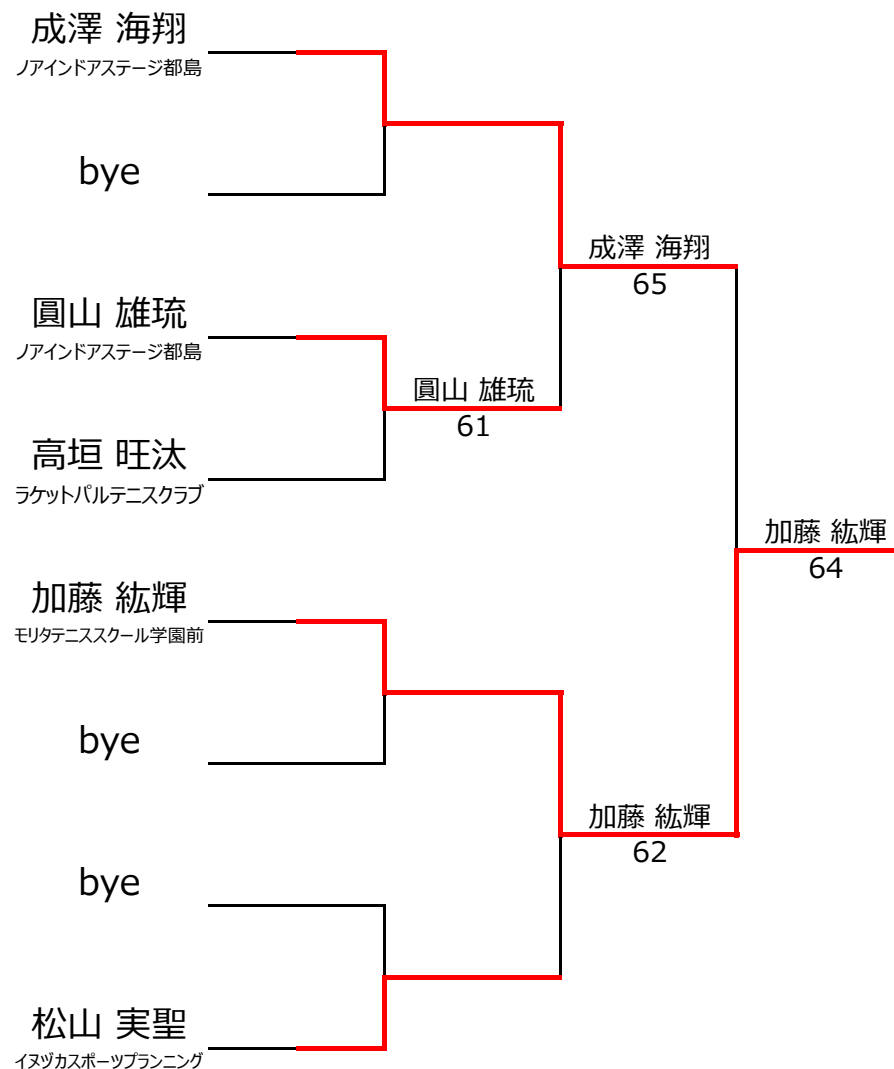 成澤 海翔
ノアインドアステージ都島
bye
成澤 海翔
65
圓山 雄琉
ノアインドアステージ都島
圓山 雄琉
61
高垣 旺汰
ラケットパルテニスクラブ
加藤 紘輝
64
加藤 紘輝
モリタテニススクール学園前
bye
加藤 紘輝
62
bye
松山 実聖
イヌヅカスポーツプランニング